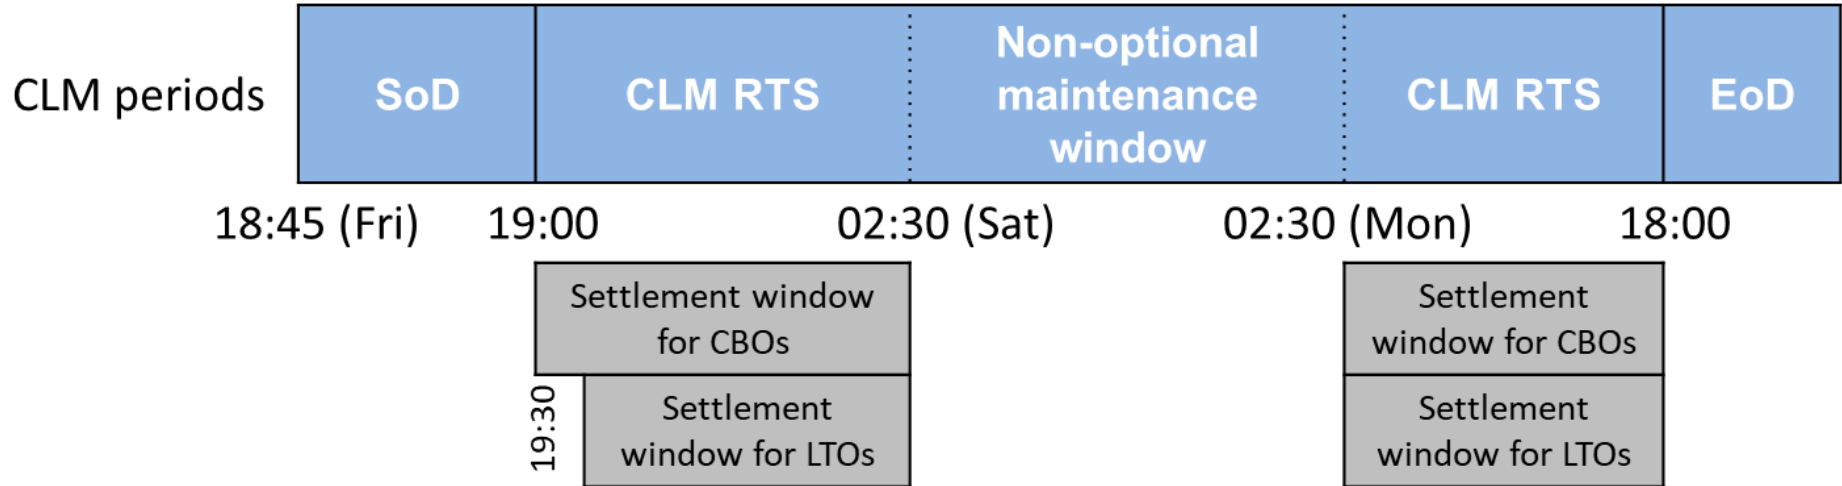 CLM periods
SoD
CLM RTS
Non-optional
maintenance
window
CLM RTS
EoD
18:45 (Fri)
19:00
02:30 (Sat)
02:30 (Mon)
18:00
Settlement window
for CBOs
Settlement
window for CBOs
19:30
Settlement
window for LTOs
Settlement
window for LTOs